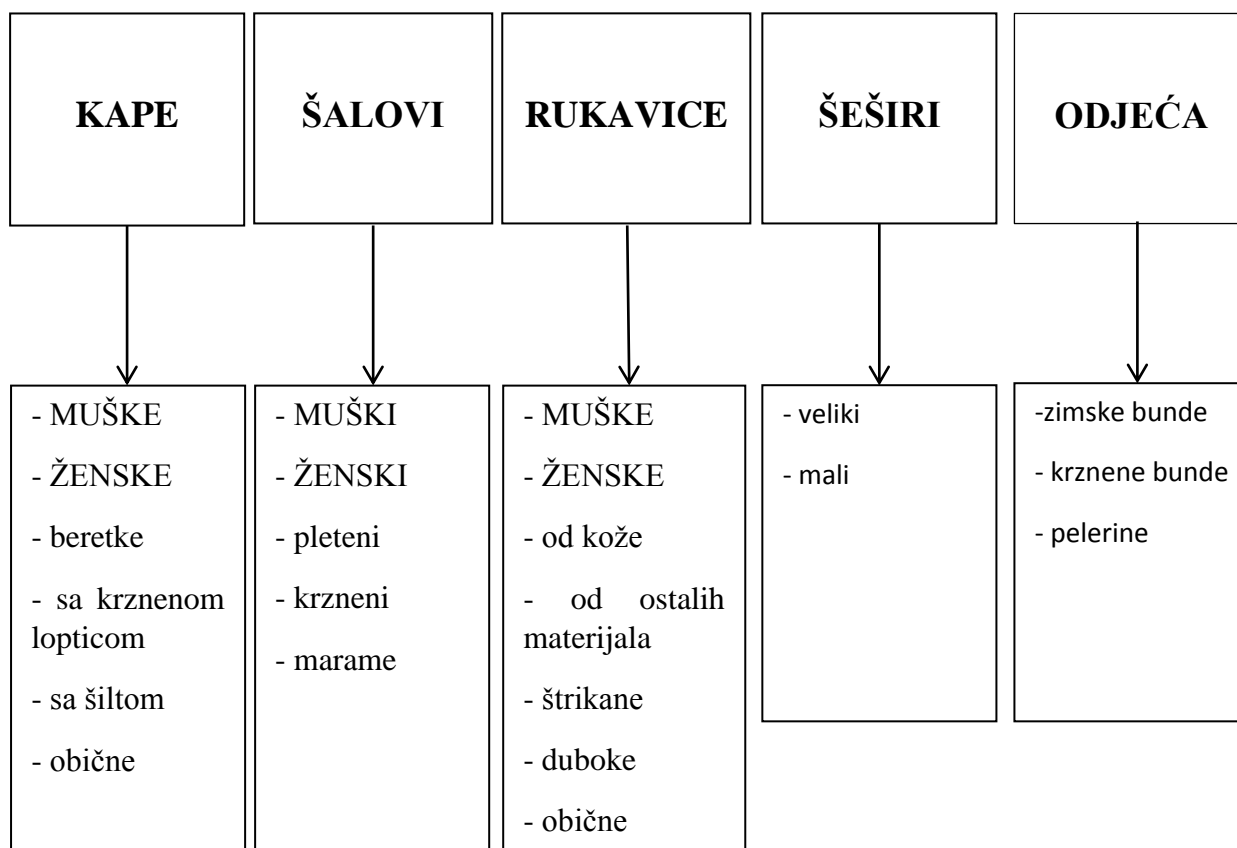 KAPE
ŠALOVI
RUKAVICE
ŠEŠIRI
ODJEĆA
- MUŠKE
- ŽENSKE
- beretke
- sa krznenom
lopticom
- sa šiltom
- obične
- MUŠKI
- ŽENSKI
- pleteni
- krzneni
- marame
- MUŠKE
- ŽENSKE
- od kože
- od ostalih
materijala
- štrikane
- duboke
- obične
- veliki
- mali
-zimske bunde
- krznene bunde
- pelerine